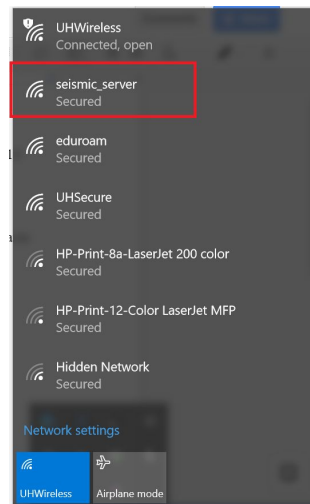 UHWireless
Connected, open
seismic_server
Secured
eduroam
Secured
UHSecure
Secured
HP-Print-8a-LaserJet 200 color
Secured
HP-Print-12-Color LaserJet MFP
Secured
Hidden Network
Secured
Network settings
UHWireless
Airplane mode